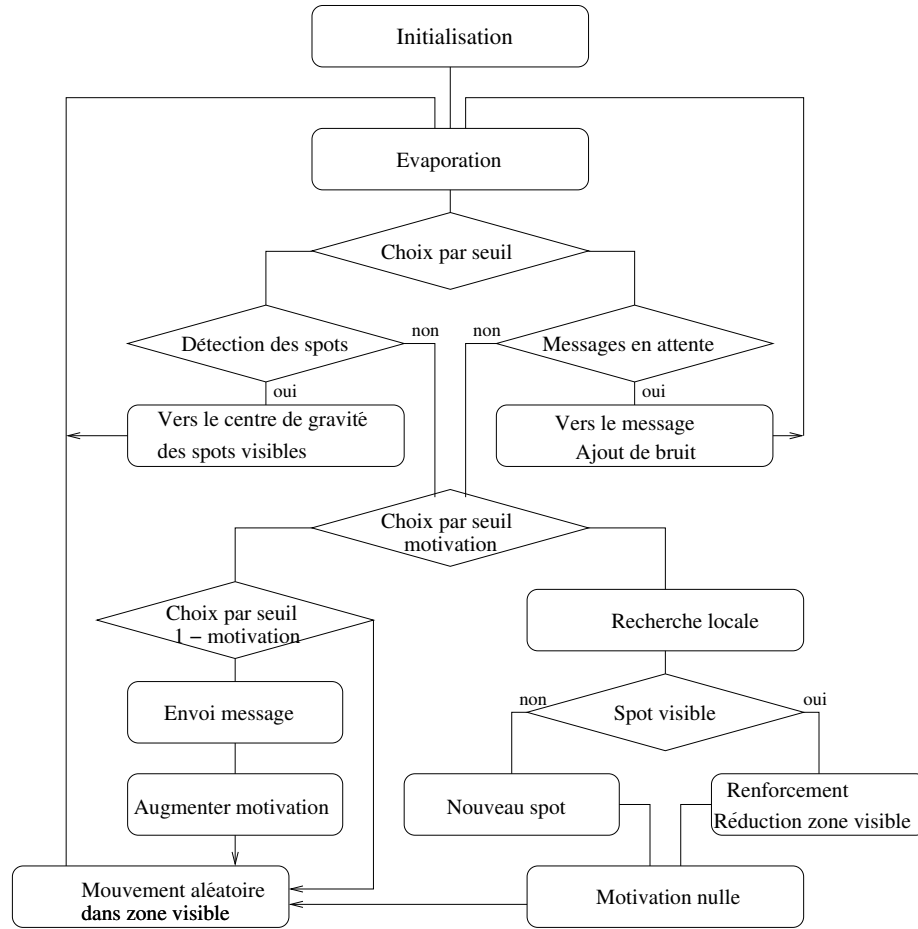 Initialisation
Evaporation
Choix par seuil
Détection des spots
non
non
Messages en attente
oui
oui
Vers le centre de gravité
des spots visibles
Vers le message
Ajout de bruit
Choix par seuil
motivation
Choix par seuil
1 − motivation
Recherche locale
Envoi message
non
Spot visible
oui
Augmenter motivation
Nouveau spot
Renforcement
Réduction zone visible
Mouvement aléatoire
dans zone visible
Motivation nulle